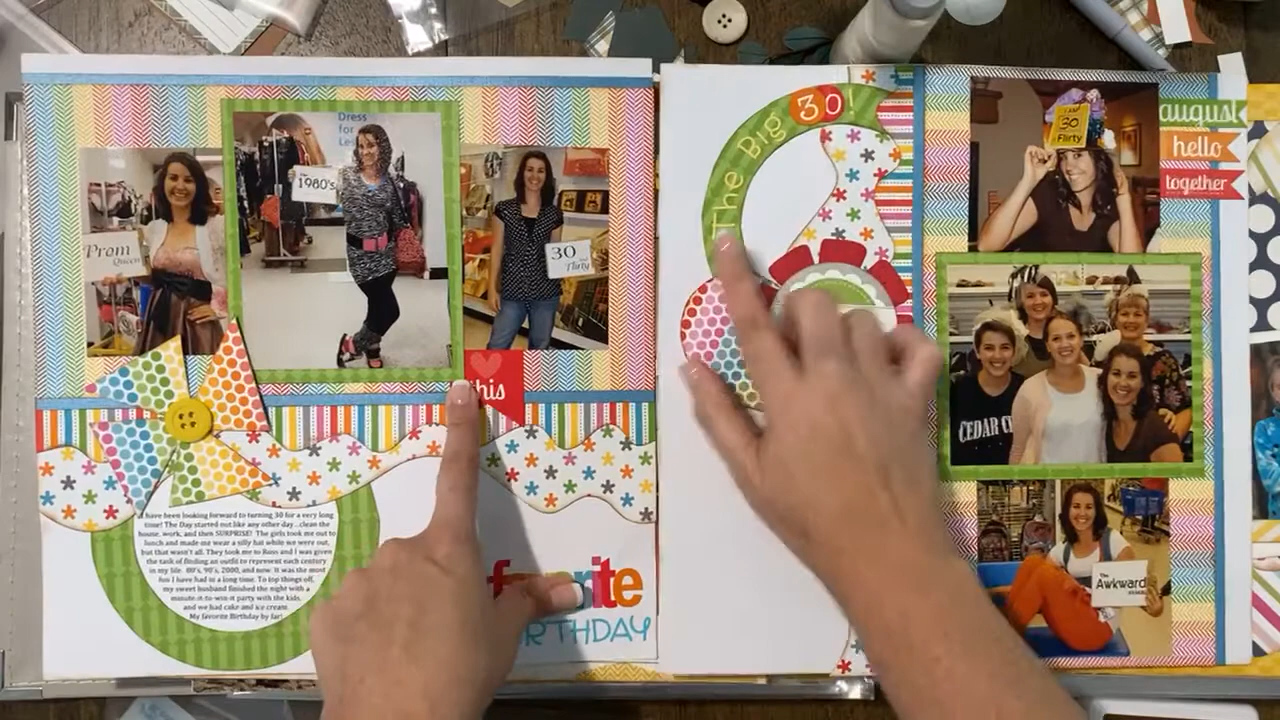 Dress
for
Prom
Queen
1980's
30
and
Flirty
this
I have been looking forward to turning 30 for a very long
time! The Day started out like any other day...clean the
house, work, and then SURPRISE! The girls took me out to
lunch and made me wear a silly hat while we were out,
but that wasn't all. They took me to Ross and I was given
the task of finding an outfit to represent each century
in my life. 80's, 90's, 2000, and now. It was the most
fun I have had in a long time. To top things off,
my sweet husband finished the night with a
minute-to-win-it party with the kids,
and we had cake and ice cream.
My favorite Birthday by far!
The Big 30!
I AM
30
Flirty
august
hello
together
CEDAR
The
Awkward